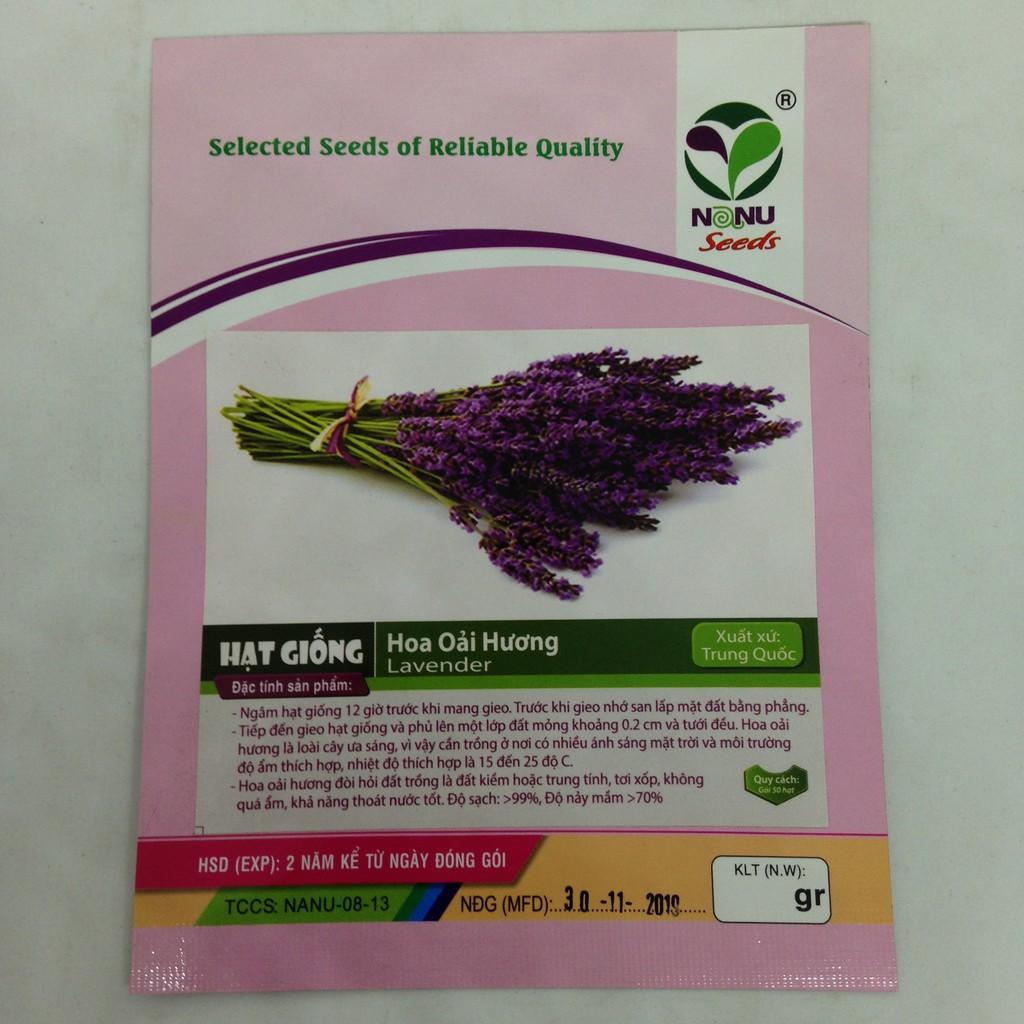 ®
Selected Seeds of Reliable Quality
NANU
Seeds
HẠT GIỐNG
Hoa Oải Hương
Lavender
Xuất xứ:
Trung Quốc
Đặc tính sản phẩm:
- Ngâm hạt giống 12 giờ trước khi mang gieo. Trước khi gieo nhớ san lấp mặt đất bằng phẳng.
- Tiếp đến gieo hạt giống và phủ lên một lớp đất mỏng khoảng 0.2 cm và tưới đều. Hoa oải
hương là loài cây ưa sáng, vì vậy cần trồng ở nơi có nhiều ánh sáng mặt trời và môi trường
độ ẩm thích hợp, nhiệt độ thích hợp là 15 đến 25 độ C.
- Hoa oải hương đòi hỏi đất trồng là đất kiềm hoặc trung tính, tơi xốp, không
quá ẩm, khả năng thoát nước tốt. Độ sạch: >99%, Độ nảy mầm >70%
Quy cách:
Gói 50 hạt
HSD (EXP): 2 NĂM KỂ TỪ NGÀY ĐÓNG GÓI
TCCS: NANU-08-13
NĐG (MFD):...30...-11-...2019......
KLT (N.W):
gr